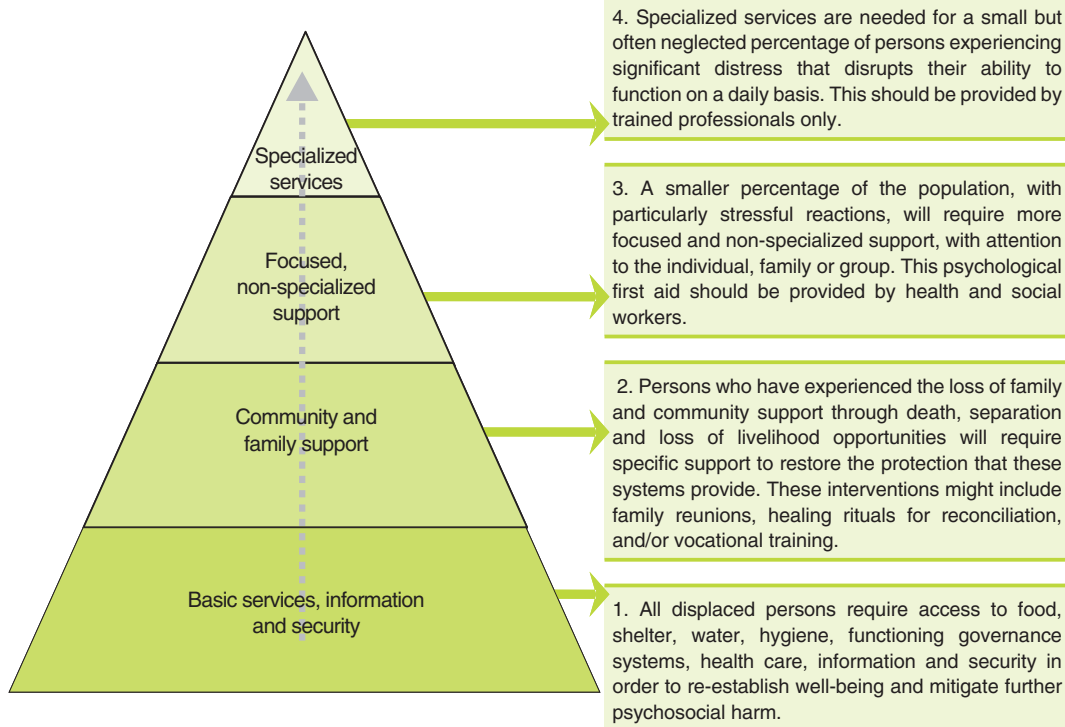 4. Specialized services are needed for a small but
often neglected percentage of persons experiencing
significant distress that disrupts their ability to
function on a daily basis. This should be provided by
trained professionals only.
Specialized
services
3. A smaller percentage of the population, with
particularly stressful reactions, will require more
focused and non-specialized support, with attention
to the individual, family or group. This psychological
first aid should be provided by health and social
workers.
Focused,
non-specialized
support
2. Persons who have experienced the loss of family
and community support through death, separation
and loss of livelihood opportunities will require
specific support to restore the protection that these
systems provide. These interventions might include
family reunions, healing rituals for reconciliation,
and/or vocational training.
Community and
family support
1. All displaced persons require access to food,
shelter, water, hygiene, functioning governance
systems, health care, information and security in
order to re-establish well-being and mitigate further
psychosocial harm.
Basic services, information
and security